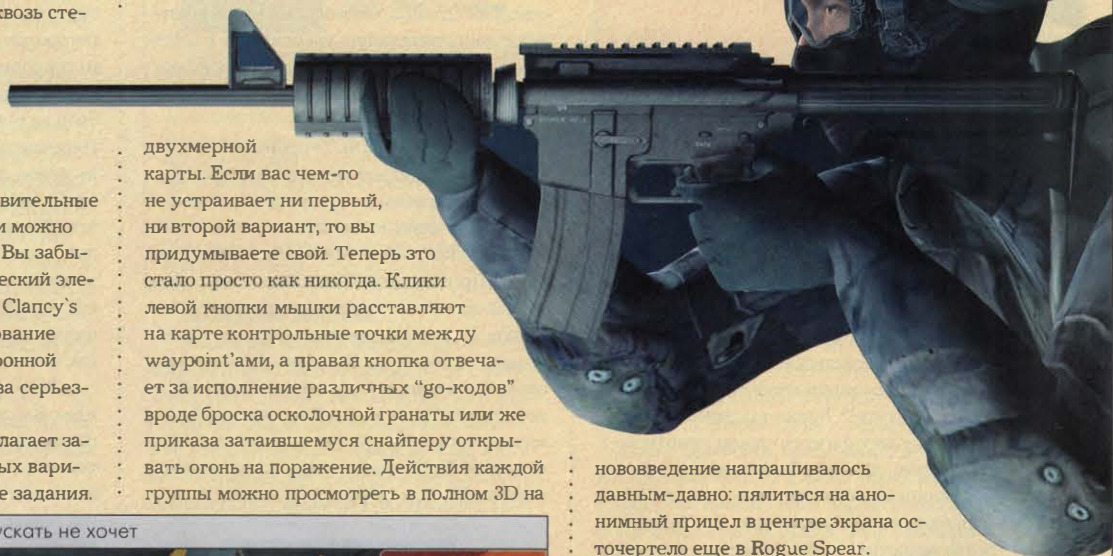 квозь сте-
вительные
и можно
Вы забы-
еский эле-
Clancy`s
ование
ронной
ва серьез-
лагает за-
ых вари-
е задания.
двухмерной
карты. Если вас чем-то
не устраивает ни первый,
ни второй вариант, то вы
придумываете свой. Теперь зто
стало просто как никогда. Клики
левой кнопки мышки расставляют
на карте контрольные точки между
waypoint'ами, а правая кнопка отвеча-
ет за исполнение различных "go-кодов"
вроде броска осколочной гранаты или же
приказа затаившемуся снайперу откры-
вать огонь на поражение. Действия каждой
группы можно просмотреть в полном 3D на
ускать не хочет
нововведение напрашивалось
давным-давно: пялиться на ано-
нимный прицел в центре экрана ос-
точертело еще в Rogue Spear.